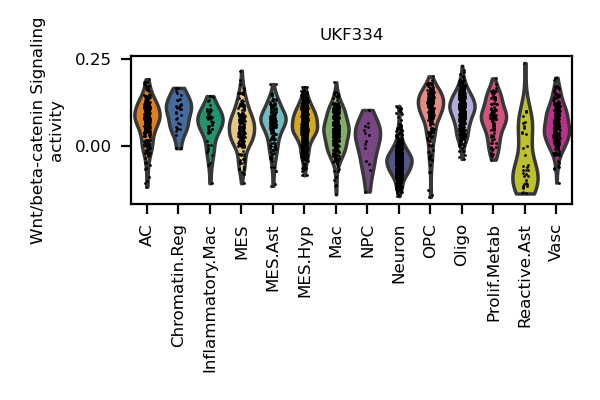 UKF334
Wnt/beta-catenin Signaling
activity
0.25
0.00
AC
Chromatin.Reg
Inflammatory.Mac
MES
MES.Ast
MES.Hyp
Mac
NPC
Neuron
OPC
Oligo
Prolif.Metab
Reactive.Ast
Vasc